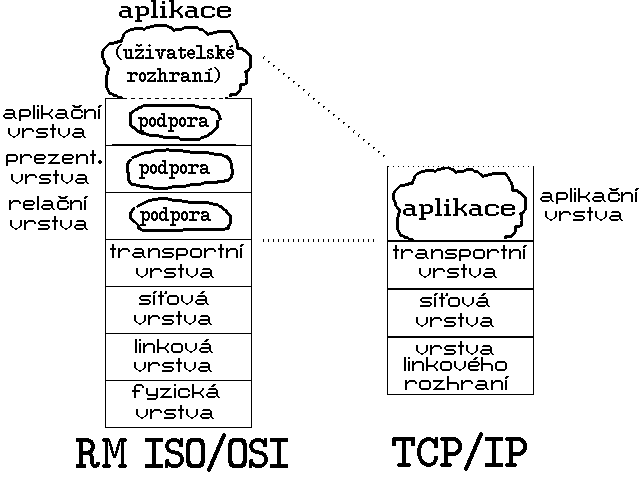 aplikace
(uživatelské
rozhraní)
aplikační
vrstva
podpora
prezent.
vrstva
podpora
relační
vrstva
podpora
transportní
vrstva
síťová
vrstva
linková
vrstva
fyzická
vrstva
RM ISO/OSI
aplikace
aplikační
vrstva
transportní
vrstva
síťová
vrstva
vrstva
linkového
rozhraní
TCP/IP